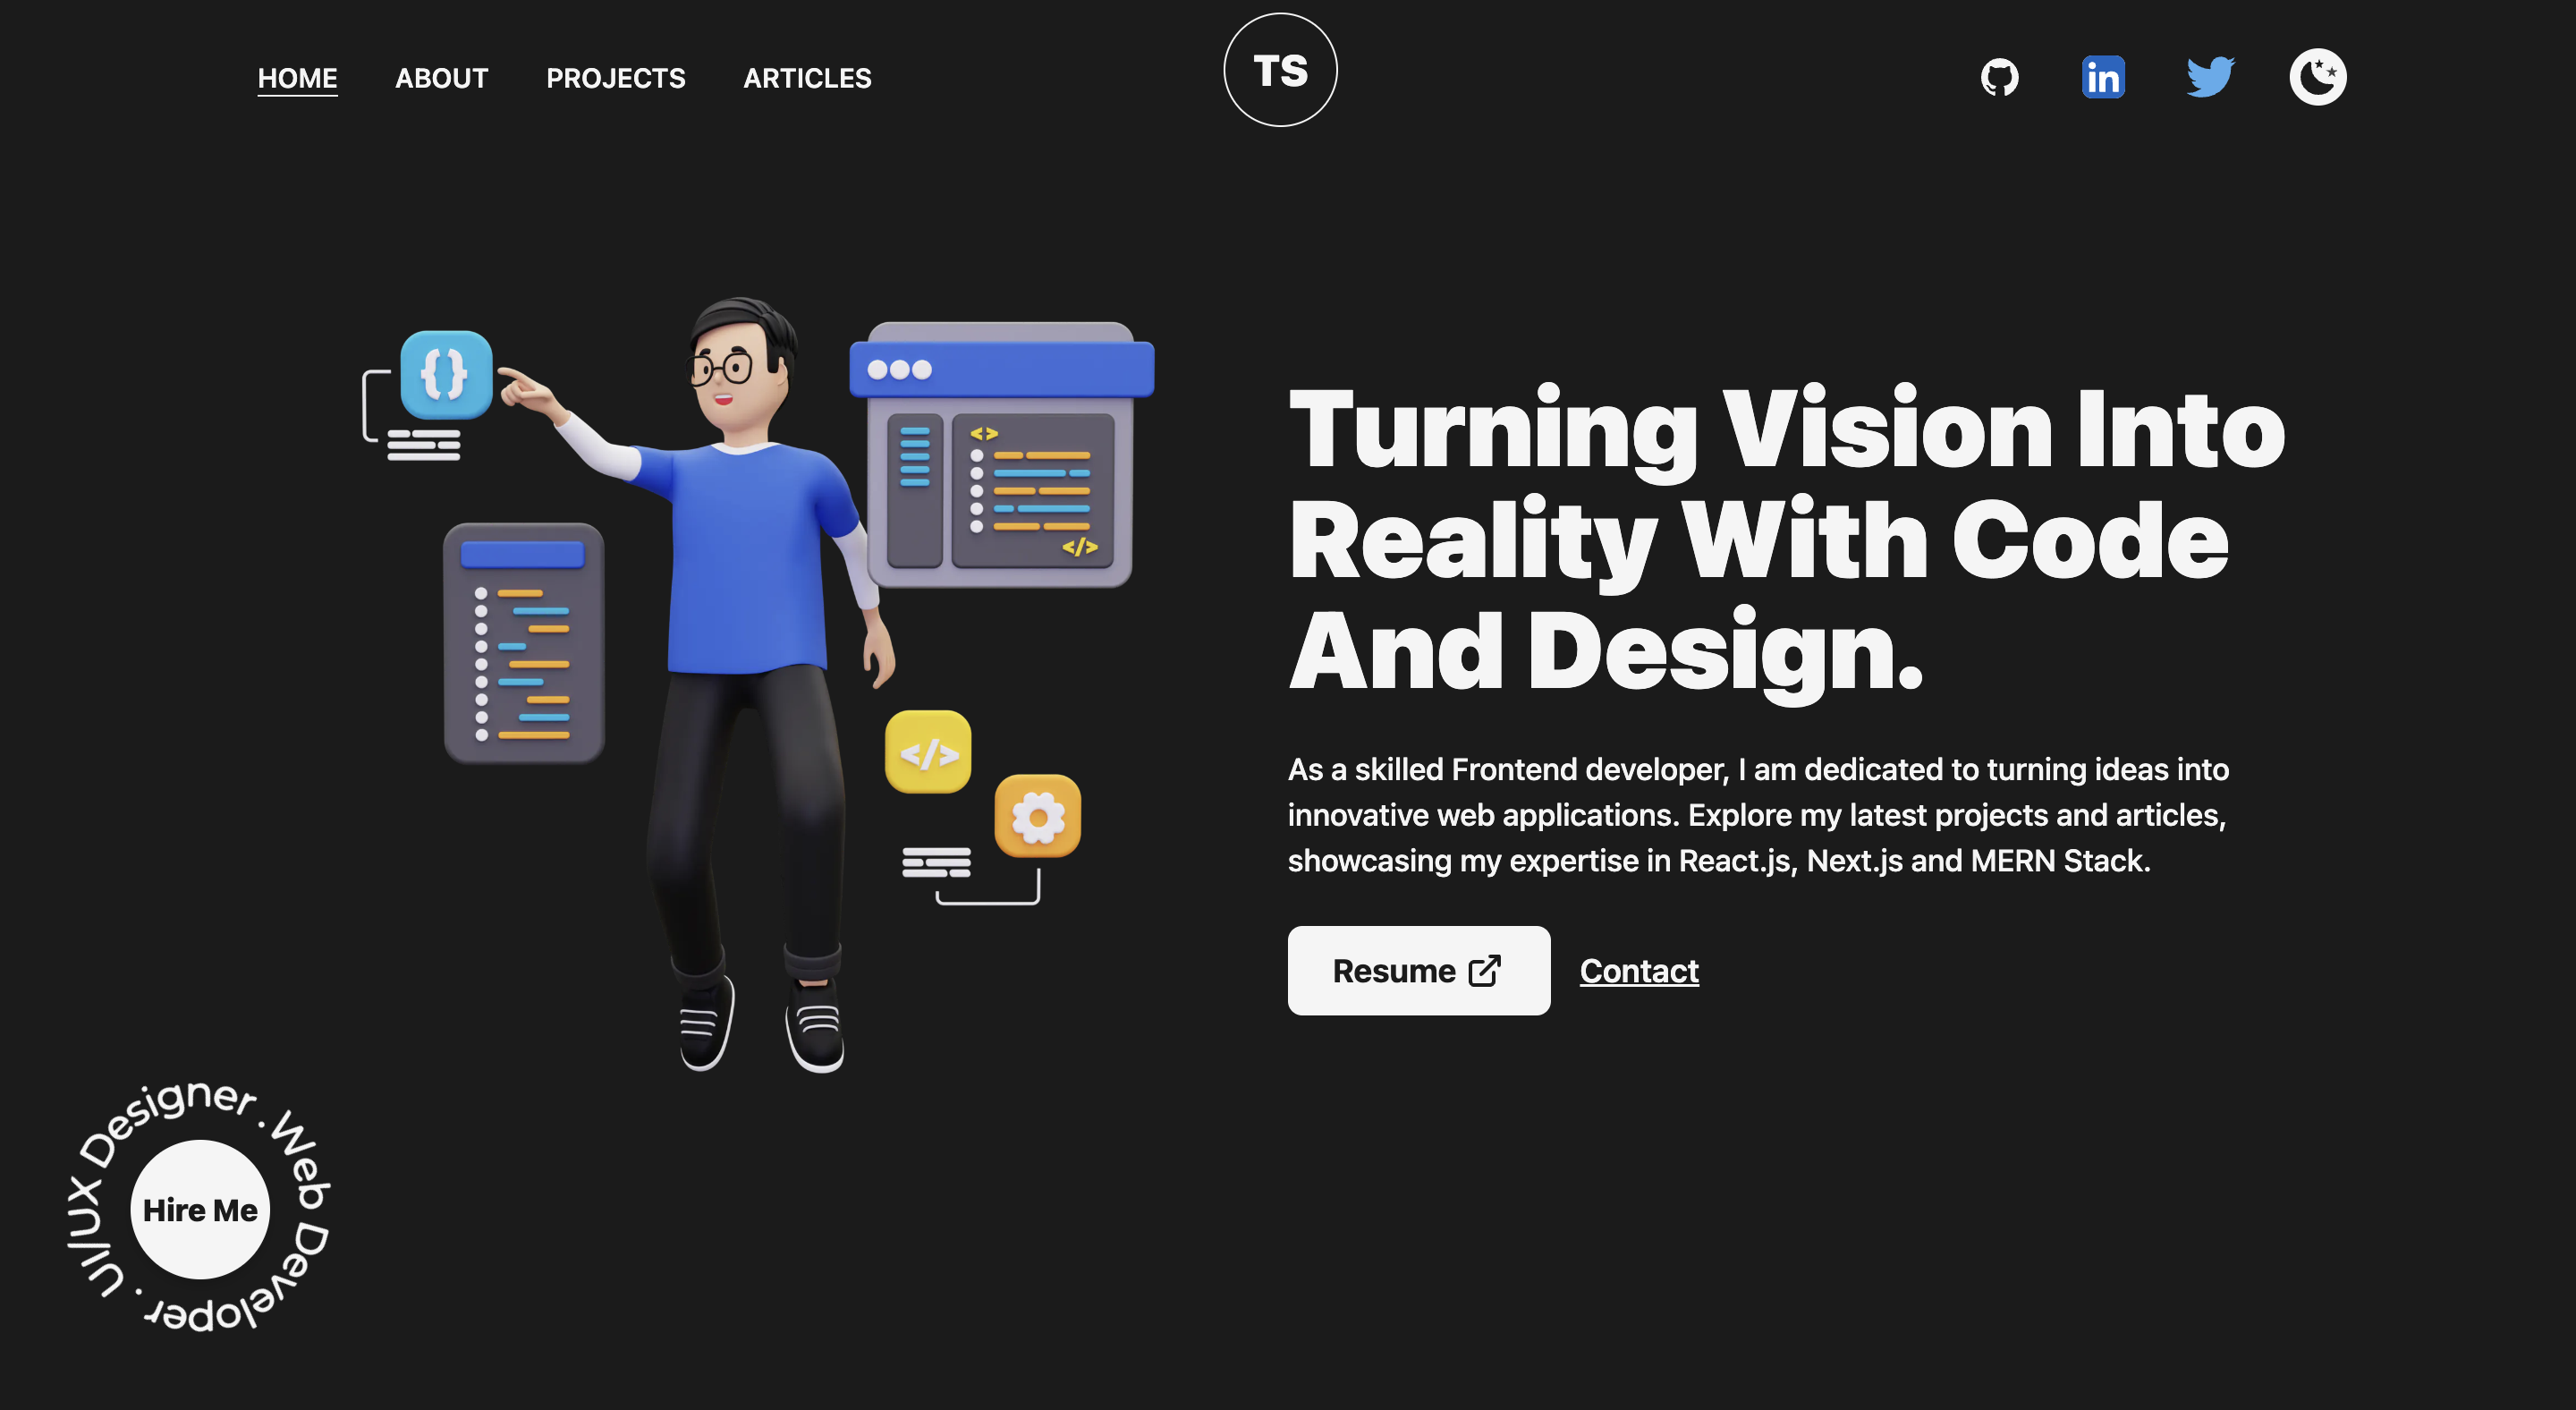 HOME
ABOUT
PROJECTS
ARTICLES
TS
in
{}
<>
</>
</>
Turning Vision Into
Reality With Code
And Design.
As a skilled Frontend developer, I am dedicated to turning ideas into
innovative web applications. Explore my latest projects and articles,
showcasing my expertise in React.js, Next.js and MERN Stack.
Resume
Contact
UI/UX Designer . Web Developer .
Hire Me